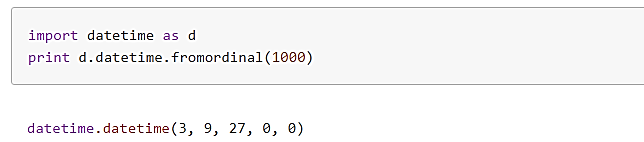 import datetime as d
print d.datetime.fromordinal(1000)
datetime.datetime(3, 9, 27, 0, 0)